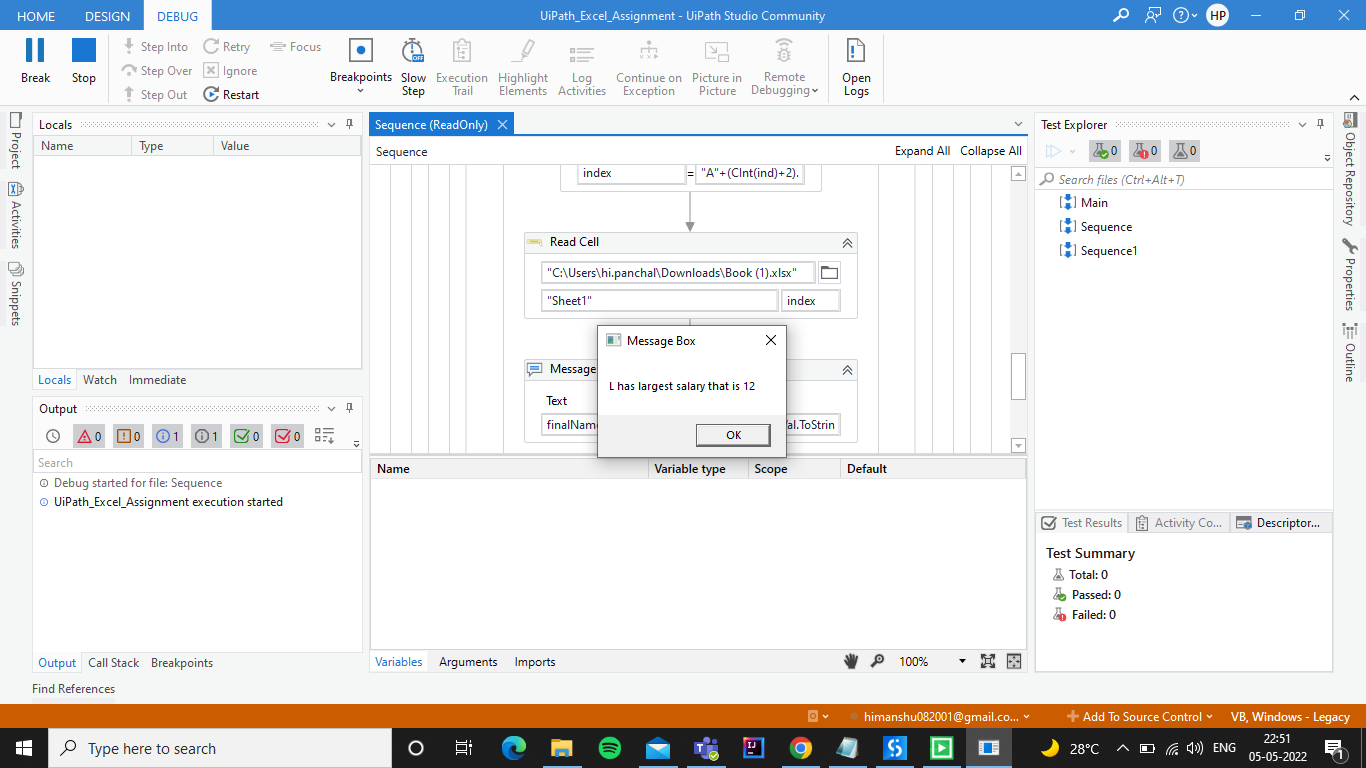 HOME DESIGN DEBUG UiPath_Excel_Assignment - UiPath Studio Community HP
Break Stop Step Into Step Over Step Out Retry Ignore Restart Focus
Breakpoints Slow Step Execution Trail Highlight Elements Log Activities Continue on Exception Picture in Picture Remote Debugging Open Logs
Project
Activities
Snippets
Locals
Name Type Value
Locals Watch Immediate
Output
0 0 1 1 0 0
Search
Debug started for file: Sequence
UiPath_Excel_Assignment execution started
Output Call Stack Breakpoints
Find References
Sequence (ReadOnly)
Sequence Expand All Collapse All
index = "A"+(CInt(ind)+2).
Read Cell
"C:\Users\hi.panchal\Downloads\Book (1).xlsx"
"Sheet1" index
Message
Text
finalName al.ToStrin
Message Box
L has largest salary that is 12
OK
Name Variable type Scope Default
Variables Arguments Imports 100%
Test Explorer
0 0 0
Search files (Ctrl+Alt+T)
Main
Sequence
Sequence1
Test Results Activity Co... Descriptor...
Test Summary
Total: 0
Passed: 0
Failed: 0
Object Repository
Properties
Outline
himanshu082001@gmail.co... Add To Source Control VB, Windows - Legacy
Type here to search
28°C ENG 22:51
05-05-2022 1